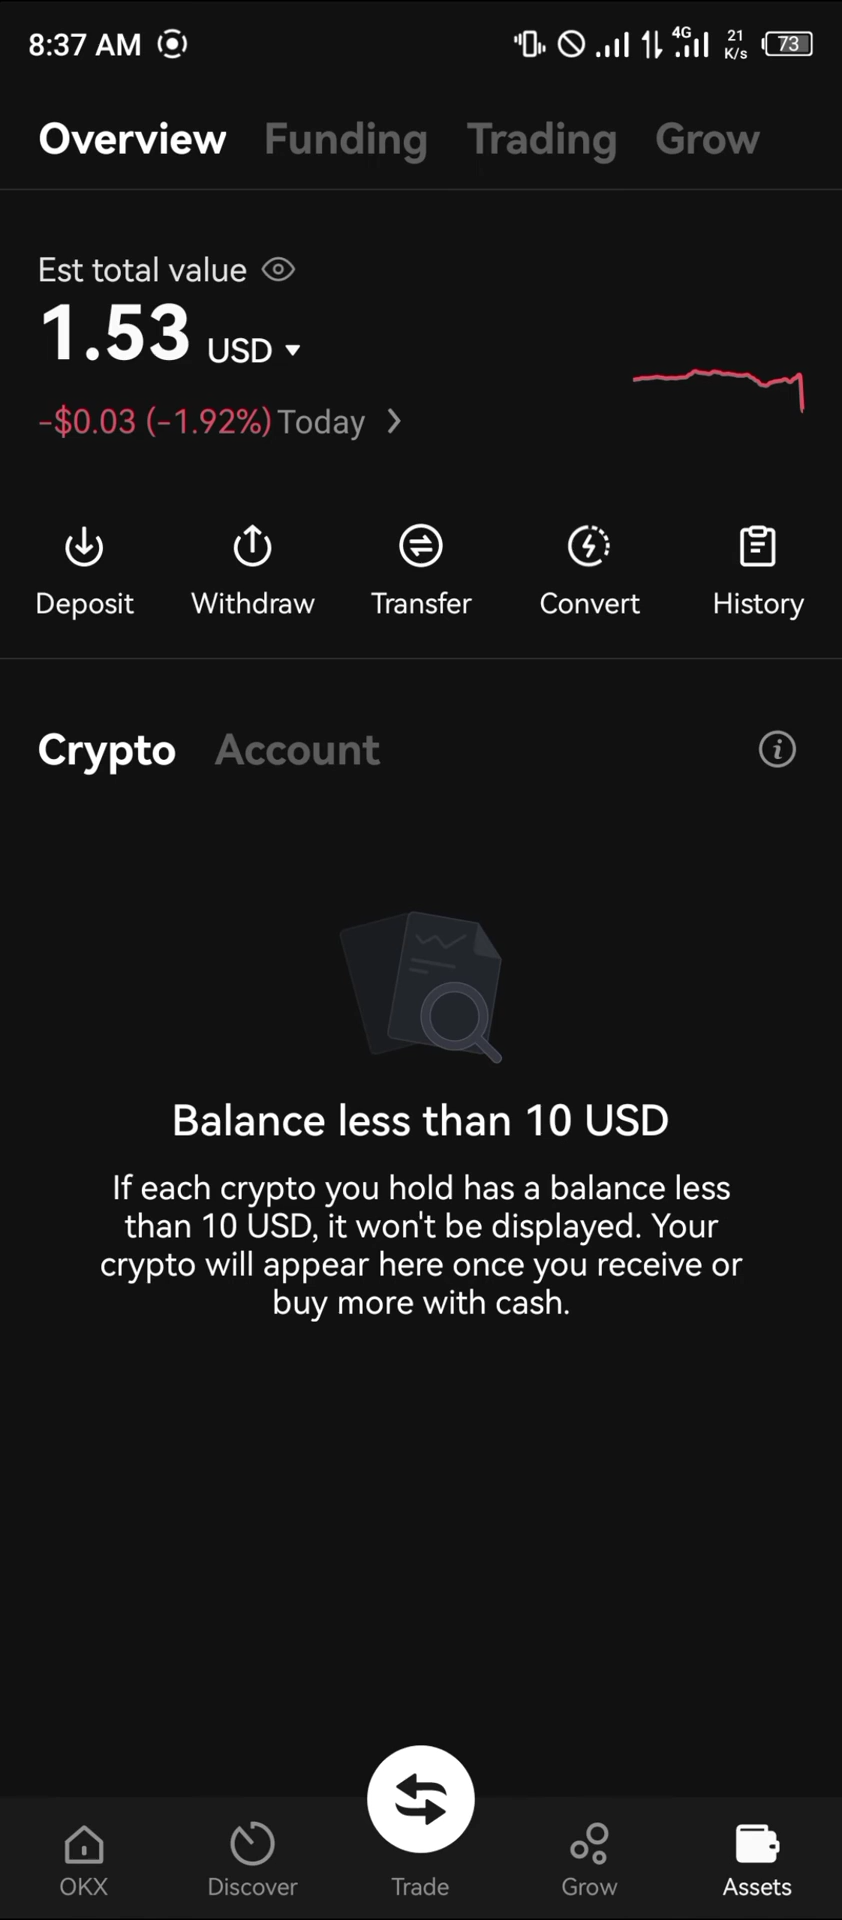 8:37 AM 4G 21 K/s 73
Overview Funding Trading Grow
Est total value
1.53 USD
-$0.03 (-1.92%) Today
Deposit Withdraw Transfer Convert History
Crypto Account
Balance less than 10 USD
If each crypto you hold has a balance less
than 10 USD, it won't be displayed. Your
crypto will appear here once you receive or
buy more with cash.
OKX Discover Trade Grow Assets